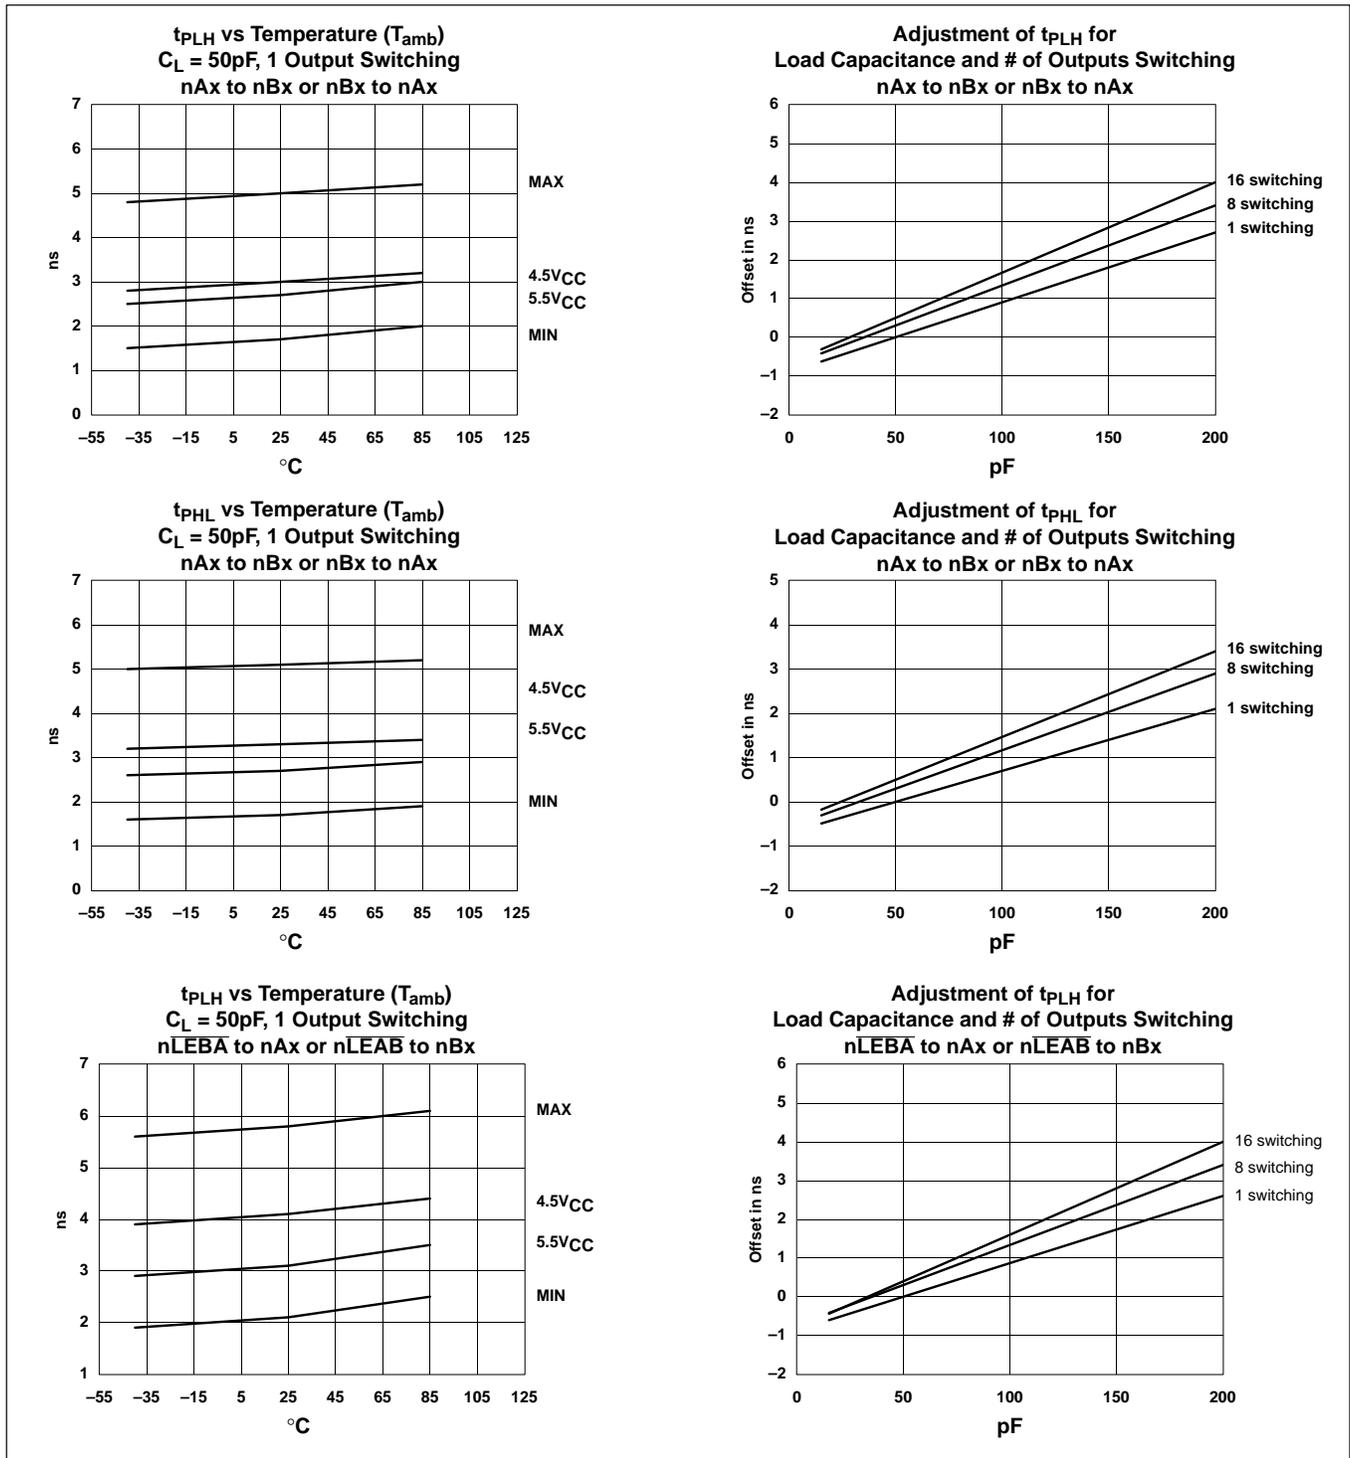 tPLH vs Temperature (Tamb)
CL = 50pF, 1 Output Switching
nAx to nBx or nBx to nAx
7
6
5
4
3
2
1
0
ns
MAX
4.5VCC
5.5VCC
MIN
–55 –35 –15 5 25 45 65 85 105 125
°C
Adjustment of tPLH for
Load Capacitance and # of Outputs Switching
nAx to nBx or nBx to nAx
6
5
4
3
2
1
0
–1
–2
Offset in ns
16 switching
8 switching
1 switching
0 50 100 150 200
pF
tPHL vs Temperature (Tamb)
CL = 50pF, 1 Output Switching
nAx to nBx or nBx to nAx
7
6
5
4
3
2
1
0
ns
MAX
4.5VCC
5.5VCC
MIN
–55 –35 –15 5 25 45 65 85 105 125
°C
Adjustment of tPHL for
Load Capacitance and # of Outputs Switching
nAx to nBx or nBx to nAx
5
4
3
2
1
0
–1
–2
Offset in ns
16 switching
8 switching
1 switching
0 50 100 150 200
pF
tPLH vs Temperature (Tamb)
CL = 50pF, 1 Output Switching
nL̅E̅B̅A̅ to nAx or nL̅E̅A̅B̅ to nBx
7
6
5
4
3
2
1
ns
MAX
4.5VCC
5.5VCC
MIN
–55 –35 –15 5 25 45 65 85 105 125
°C
Adjustment of tPLH for
Load Capacitance and # of Outputs Switching
nL̅E̅B̅A̅ to nAx or nL̅E̅A̅B̅ to nBx
6
5
4
3
2
1
0
–1
–2
Offset in ns
16 switching
8 switching
1 switching
0 50 100 150 200
pF